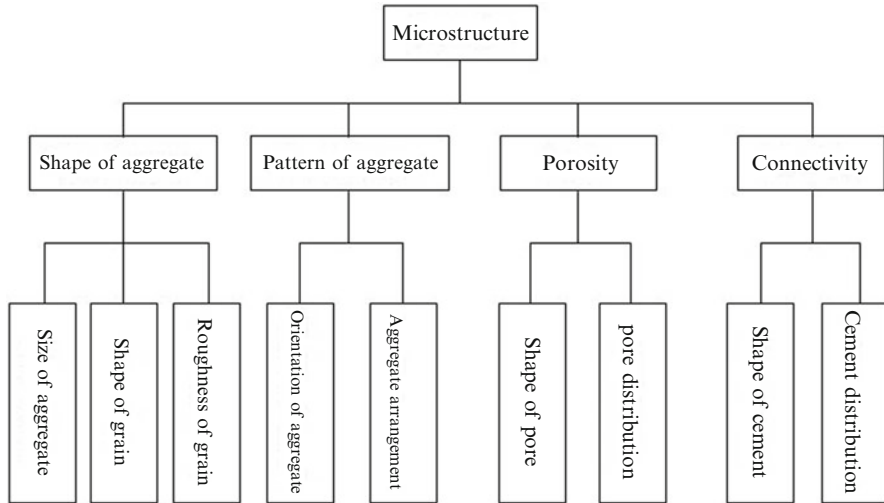 Microstructure
Shape of aggregate
Pattern of aggregate
Porosity
Connectivity
Size of aggregate
Shape of grain
Roughness of grain
Orientation of aggregate
Aggregate arrangement
Shape of pore
pore distribution
Shape of cement
Cement distribution